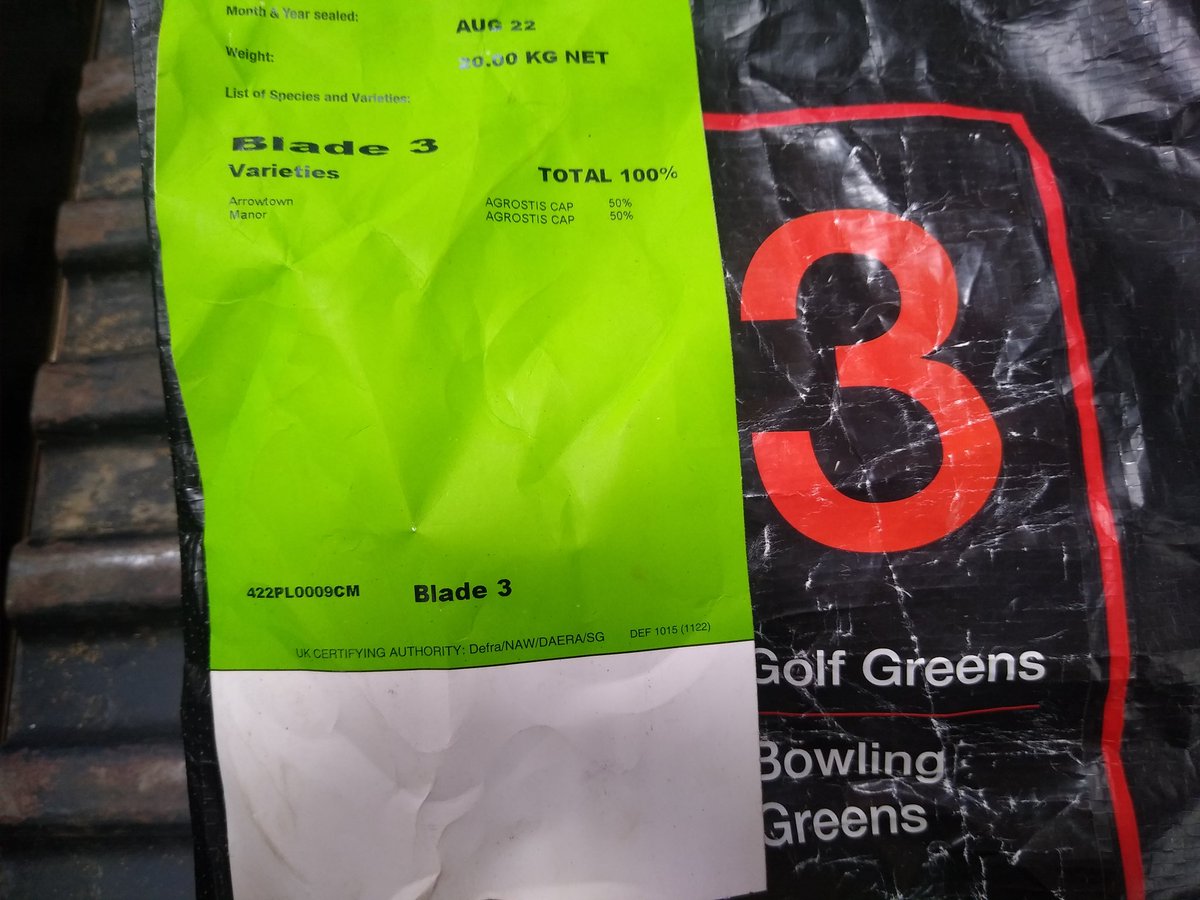 Month & Year sealed: AUG 22
Weight: 20.00 KG NET
List of Species and Varieties:
Blade 3
Varieties TOTAL 100%
Arrowtown AGROSTIS CAP 50%
Manor AGROSTIS CAP 50%
422PL0009CM Blade 3
UK CERTIFYING AUTHORITY: Defra/NAW/DAERA/SG DEF 1015 (1122)
3
Golf Greens
Bowling
Greens